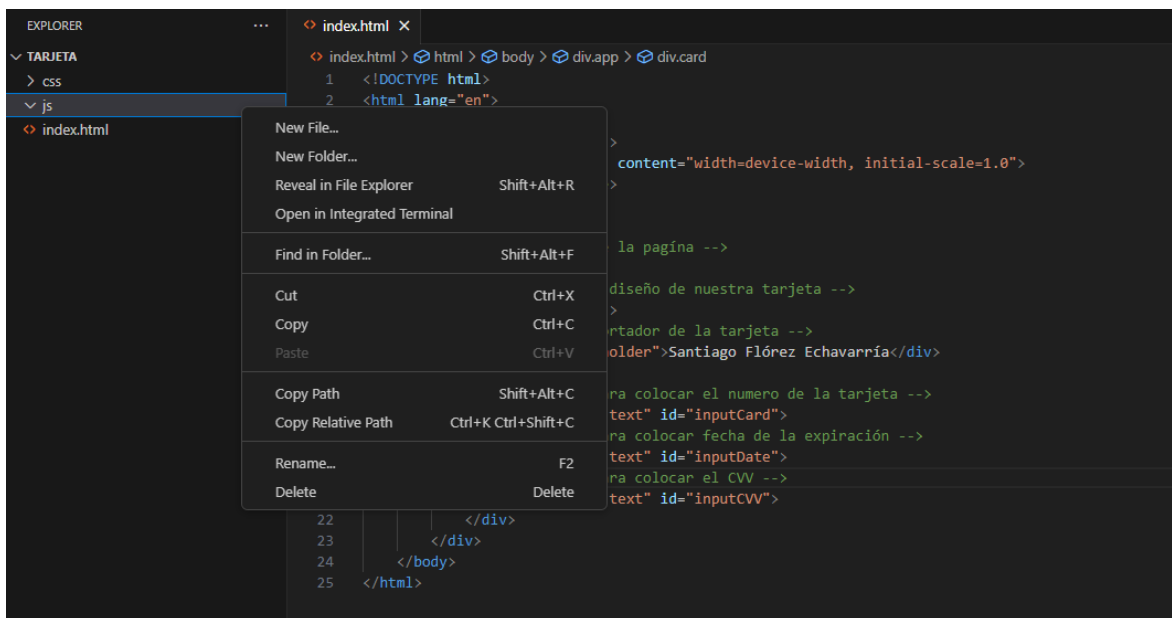 EXPLORER ...
TARJETA
css
js
index.html
index.html
index.html > html > body > div.app > div.card
1 <!DOCTYPE html>
2 <html lang="en">
>
content="width=device-width, initial-scale=1.0">
>
la pagína -->
diseño de nuestra tarjeta -->
>
rtador de la tarjeta -->
older">Santiago Flórez Echavarría</div>
ra colocar el numero de la tarjeta -->
text" id="inputCard">
ra colocar fecha de la expiración -->
text" id="inputDate">
ra colocar el CVV -->
text" id="inputCVV">
22 </div>
23 </div>
24 </body>
25 </html>
New File...
New Folder...
Reveal in File Explorer Shift+Alt+R
Open in Integrated Terminal
Find in Folder... Shift+Alt+F
Cut Ctrl+X
Copy Ctrl+C
Paste Ctrl+V
Copy Path Shift+Alt+C
Copy Relative Path Ctrl+K Ctrl+Shift+C
Rename... F2
Delete Delete